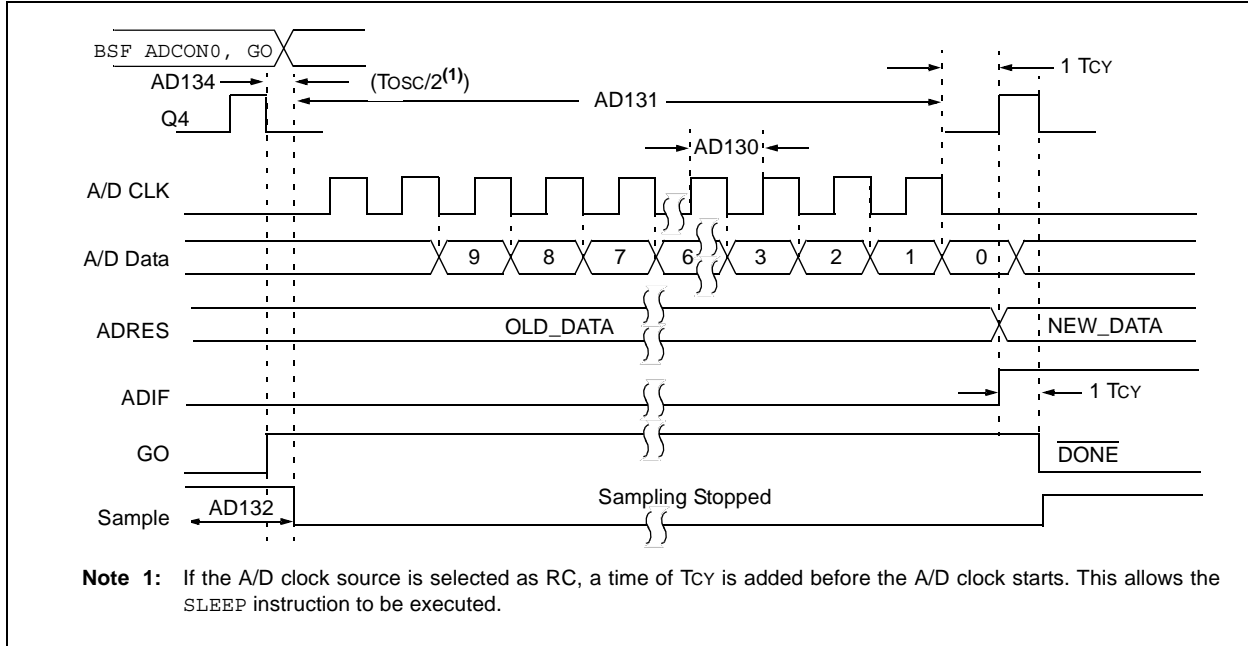 BSF ADCON0, GO
AD134
(TOSC/2(1))
1 TCY
AD131
Q4
AD130
A/D CLK
A/D Data
9
8
7
6
3
2
1
0
ADRES
OLD_DATA
NEW_DATA
ADIF
1 TCY
GO
DONE
Sampling Stopped
AD132
Sample
Note 1: If the A/D clock source is selected as RC, a time of TCY is added before the A/D clock starts. This allows the
SLEEP instruction to be executed.